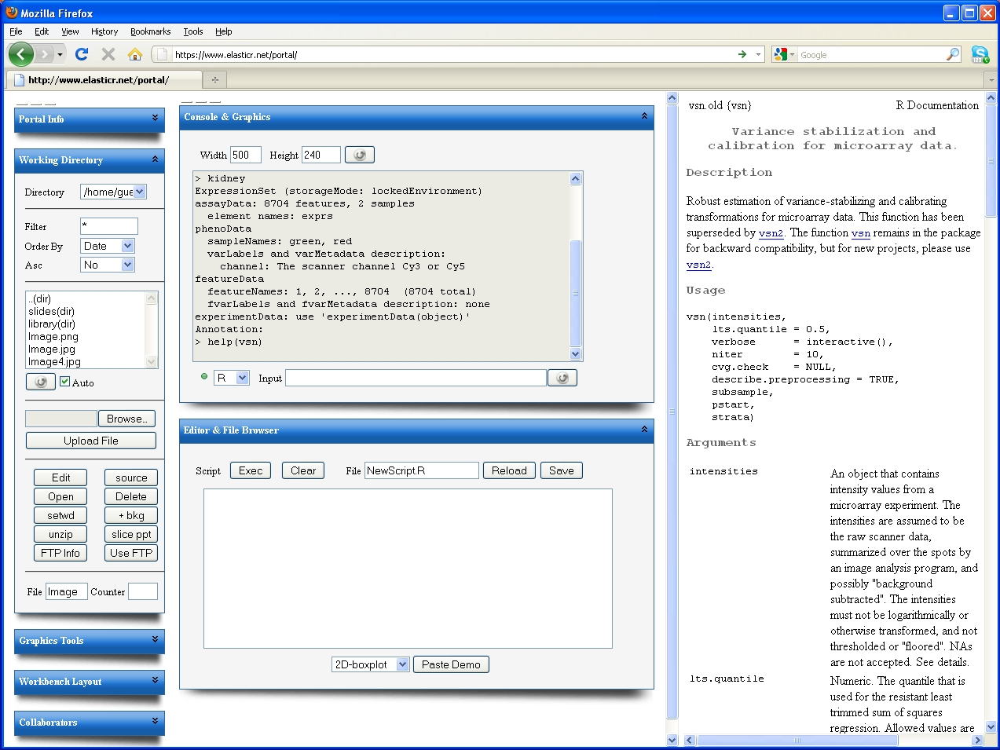 Mozilla Firefox
File Edit View History Bookmarks Tools Help
https://www.elasticr.net/portal/
Google
http://www.elasticr.net/portal/
Portal Info
Working Directory
Directory /home/gue
Filter *
Order By Date
Asc No
..(dir)
slides(dir)
library(dir)
Image.png
Image.jpg
Image4.jpg
Auto
Browse...
Upload File
Edit source
Open Delete
setwd + bkg
unzip slice ppt
FTP Info Use FTP
File Image Counter
Graphics Tools
Workbench Layout
Collaborators
Console & Graphics
Width 500 Height 240
> kidney
ExpressionSet (storageMode: lockedEnvironment)
assayData: 8704 features, 2 samples
element names: exprs
phenoData
sampleNames: green, red
varLabels and varMetadata description:
channel: The scanner channel Cy3 or Cy5
featureData
featureNames: 1, 2, ..., 8704 (8704 total)
fvarLabels and fvarMetadata description: none
experimentData: use 'experimentData(object)'
Annotation:
> help(vsn)
R Input
Editor & File Browser
Script Exec Clear File NewScript.R Reload Save
2D-boxplot Paste Demo
vsn.old {vsn} R Documentation
Variance stabilization and
calibration for microarray data.
Description
Robust estimation of variance-stabilizing and calibrating
transformations for microarray data. This function has been
superseded by vsn2. The function vsn remains in the package
for backward compatibility, but for new projects, please use
vsn2.
Usage
vsn(intensities,
lts.quantile = 0.5,
verbose = interactive(),
niter = 10,
cvg.check = NULL,
describe.preprocessing = TRUE,
subsample,
pstart,
strata)
Arguments
intensities An object that contains
intensity values from a
microarray experiment. The
intensities are assumed to be
the raw scanner data,
summarized over the spots by
an image analysis program, and
possibly "background
subtracted". The intensities
must not be logarithmically or
otherwise transformed, and not
thresholded or "floored". NAs
are not accepted. See details.
lts.quantile Numeric. The quantile that is
used for the resistant least
trimmed sum of squares
regression. Allowed values are